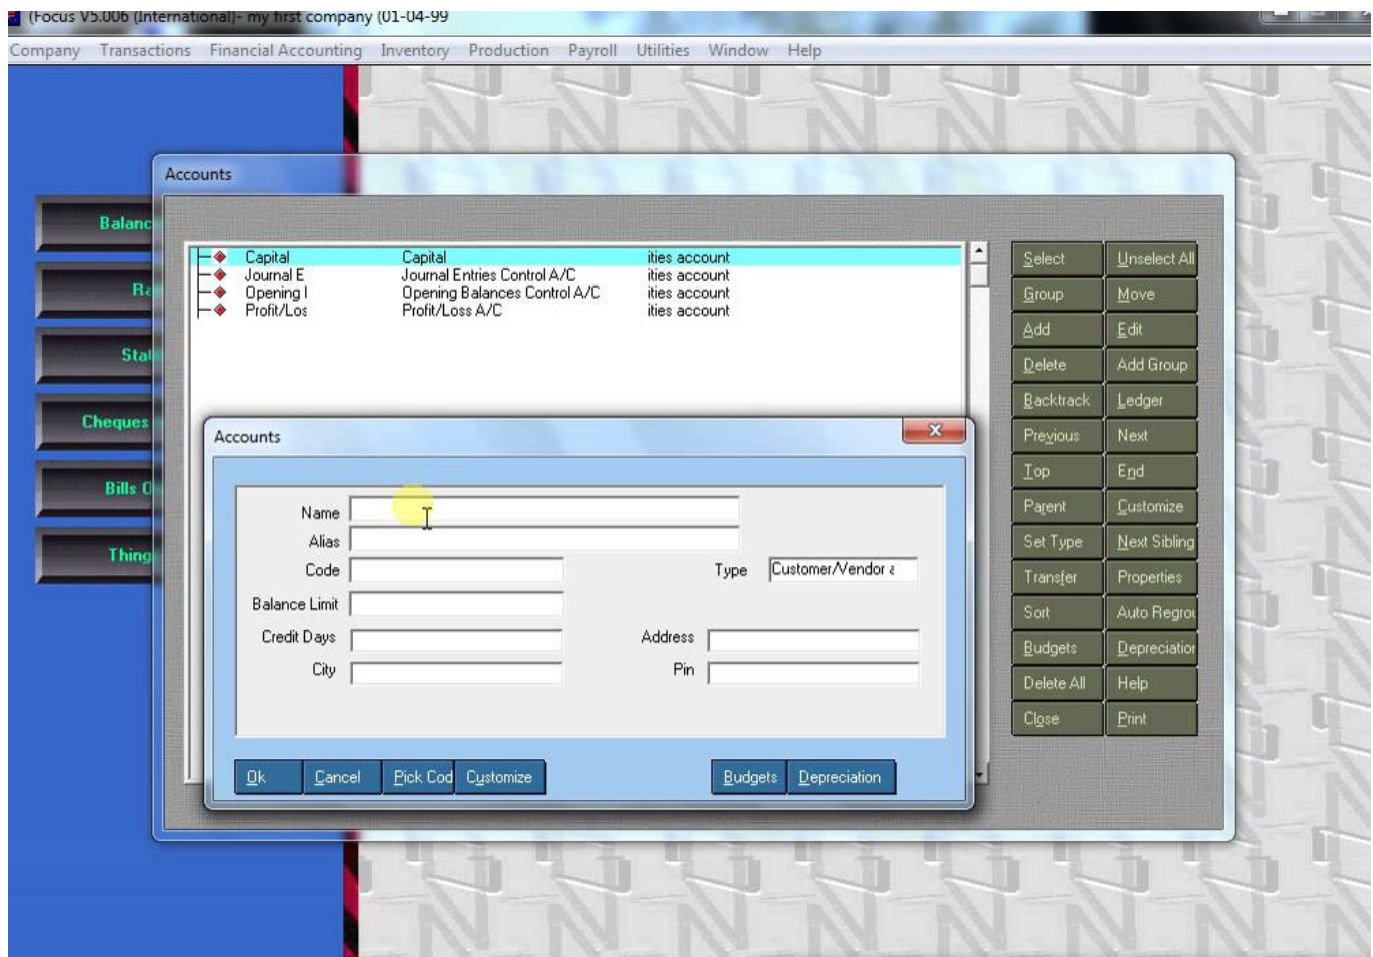 (Focus V5.006 (International)- my first company (01-04-99
Company Transactions Financial Accounting Inventory Production Payroll Utilities Window Help
Accounts
Balanc
Ra
Stat
Cheques
Bills O
Thing
Capital Capital ities account
Journal E Journal Entries Control A/C ities account
Opening I Opening Balances Control A/C ities account
Profit/Los Profit/Loss A/C ities account
Select Unselect All
Group Move
Add Edit
Delete Add Group
Backtrack Ledger
Previous Next
Top End
Parent Customize
Set Type Next Sibling
Transfer Properties
Sort Auto Regrou
Budgets Depreciation
Delete All Help
Close Print
Accounts
Name
Alias
Code Type Customer/Vendor a
Balance Limit
Credit Days Address
City Pin
Ok Cancel Pick Cod Customize Budgets Depreciation